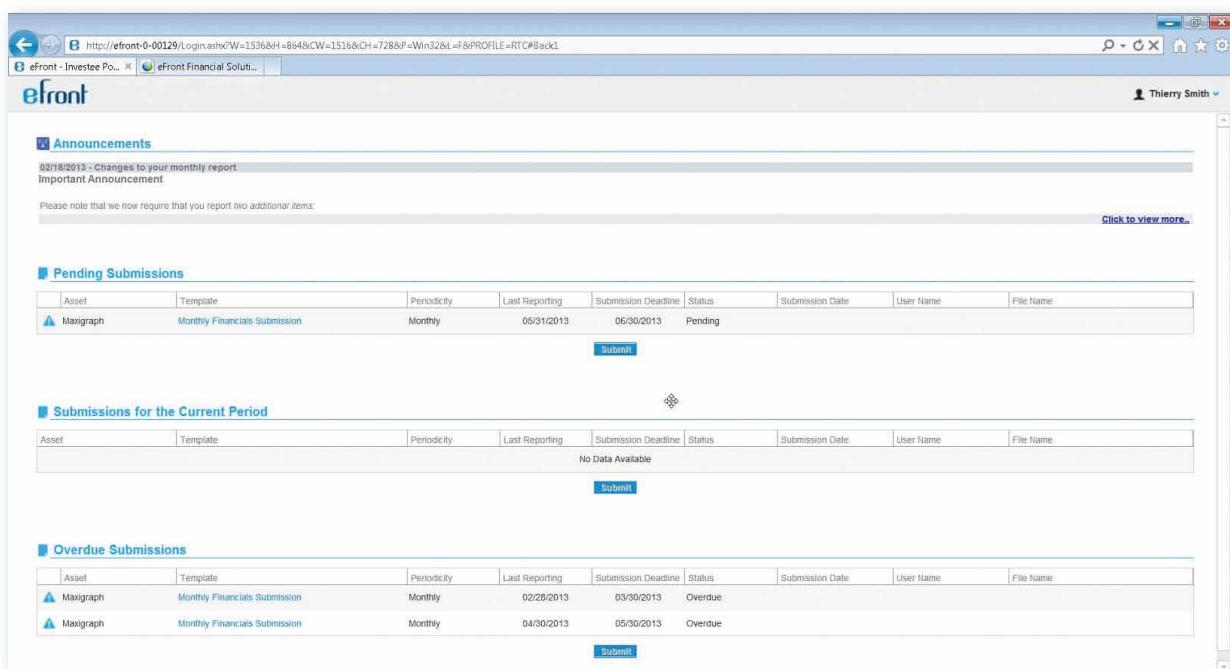 http://efront-0-00129/Login.ashx?W=1536&H=864&CW=1516&CH=728&P=Win32&L=F&PROFILE=RTC#Back1
eFront - Investee Po... eFront Financial Soluti...
efront
Thierry Smith
Announcements
02/18/2013 - Changes to your monthly report
Important Announcement
Please note that we now require that you report two additional items:
Click to view more..
Pending Submissions
Asset Template Periodicity Last Reporting Submission Deadline Status Submission Date User Name File Name
Maxigraph Monthly Financials Submission Monthly 05/31/2013 06/30/2013 Pending
Submit
Submissions for the Current Period
Asset Template Periodicity Last Reporting Submission Deadline Status Submission Date User Name File Name
No Data Available
Submit
Overdue Submissions
Asset Template Periodicity Last Reporting Submission Deadline Status Submission Date User Name File Name
Maxigraph Monthly Financials Submission Monthly 02/28/2013 03/30/2013 Overdue
Maxigraph Monthly Financials Submission Monthly 04/30/2013 05/30/2013 Overdue
Submit